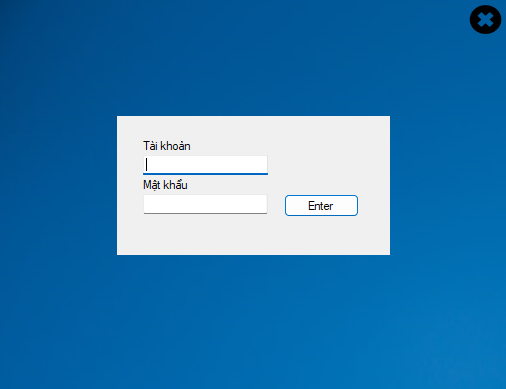 Tài khoản
Mật khẩu
Enter